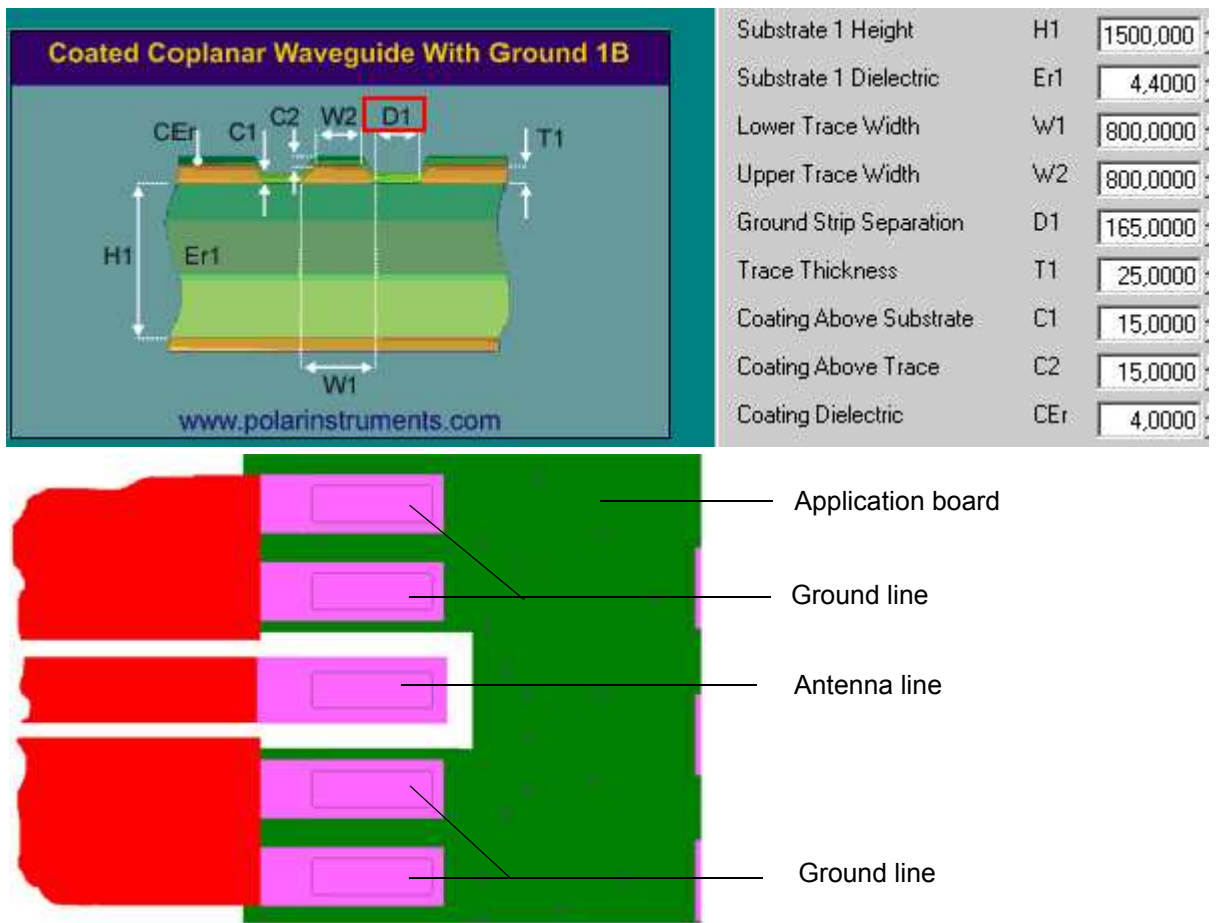 Coated Coplanar Waveguide With Ground 1B
CEr
C1
C2
W2
D1
T1
H1
Er1
W1
www.polarinstruments.com
Substrate 1 Height H1 1500,000
Substrate 1 Dielectric Er1 4,4000
Lower Trace Width W1 800,0000
Upper Trace Width W2 800,0000
Ground Strip Separation D1 165,0000
Trace Thickness T1 25,0000
Coating Above Substrate C1 15,0000
Coating Above Trace C2 15,0000
Coating Dielectric CEr 4,0000
Application board
Ground line
Antenna line
Ground line